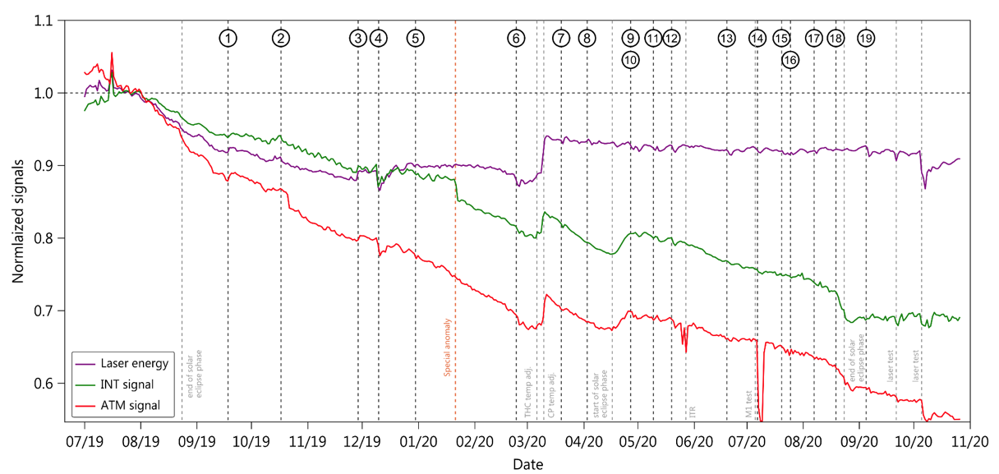 1.1
1.0
0.9
0.8
0.7
0.6
Normlaized signals
1
2
3
4
5
6
7
8
9
11
12
13
14
15
17
18
19
10
16
end of solar
eclipse phase
Special anomaly
THC temp adj.
CP temp adj.
start of solar
eclipse phase
ITR
M1 test
end of solar
eclipse phase
laser test
laser test
Laser energy
INT signal
ATM signal
07/19
08/19
09/19
10/19
11/19
12/19
01/20
02/20
03/20
04/20
05/20
06/20
07/20
08/20
09/20
10/20
11/20
Date